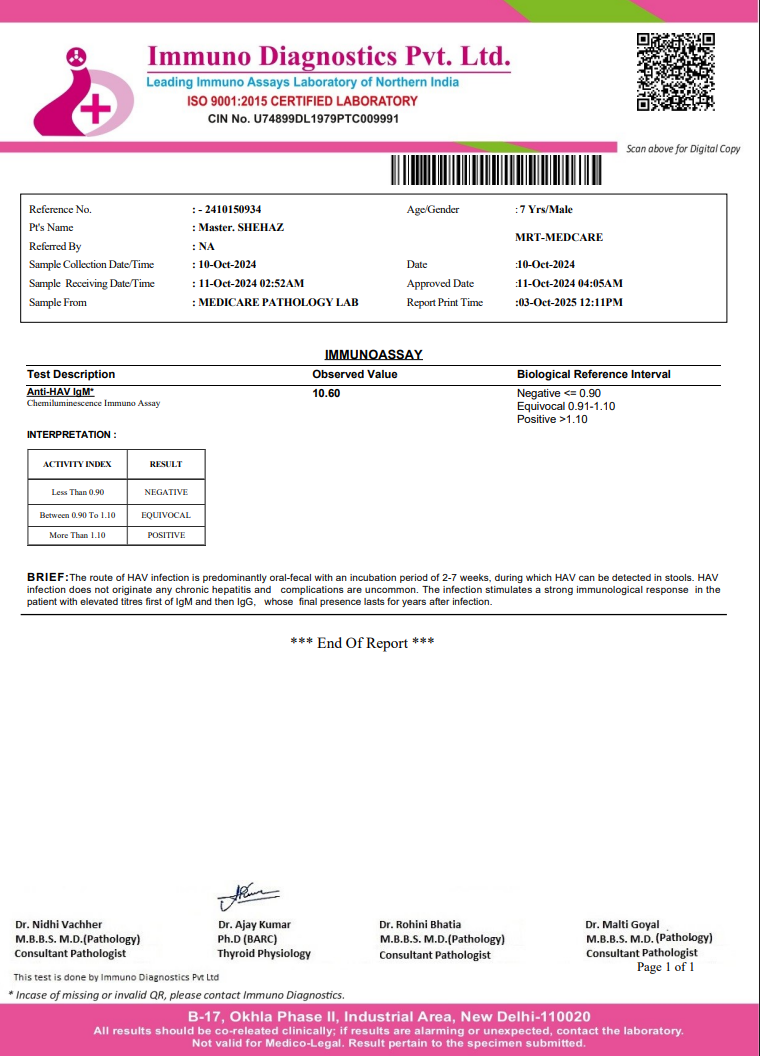 Immuno Diagnostics Pvt. Ltd.
Leading Immuno Assays Laboratory of Northern India
ISO 9001:2015 CERTIFIED LABORATORY
CIN No. U74899DL1979PTC009991
Scan above for Digital Copy
Reference No. : - 2410150934 Age/Gender : 7 Yrs/Male
Pt's Name : Master. SHEHAZ
MRT-MEDCARE
Referred By : NA
Sample Collection Date/Time : 10-Oct-2024 Date :10-Oct-2024
Sample Receiving Date/Time : 11-Oct-2024 02:52AM Approved Date :11-Oct-2024 04:05AM
Sample From : MEDICARE PATHOLOGY LAB Report Print Time :03-Oct-2025 12:11PM
IMMUNOASSAY
Test Description Observed Value Biological Reference Interval
Anti-HAV IgM* 10.60 Negative <= 0.90
Chemiluminescence Immuno Assay
Equivocal 0.91-1.10
Positive >1.10
INTERPRETATION :
ACTIVITY INDEX RESULT
Less Than 0.90 NEGATIVE
Between 0.90 To 1.10 EQUIVOCAL
More Than 1.10 POSITIVE
BRIEF:The route of HAV infection is predominantly oral-fecal with an incubation period of 2-7 weeks, during which HAV can be detected in stools. HAV
infection does not originate any chronic hepatitis and complications are uncommon. The infection stimulates a strong immunological response in the
patient with elevated titres first of IgM and then IgG, whose final presence lasts for years after infection.
*** End Of Report ***
Dr. Nidhi Vachher Dr. Ajay Kumar Dr. Rohini Bhatia Dr. Malti Goyal
M.B.B.S. M.D.(Pathology) Ph.D (BARC) M.B.B.S. M.D.(Pathology) M.B.B.S. M.D. (Pathology)
Consultant Pathologist Thyroid Physiology Consultant Pathologist Consultant Pathologist
Page 1 of 1
This test is done by Immuno Diagnostics Pvt Ltd
* Incase of missing or invalid QR, please contact Immuno Diagnostics.
B-17, Okhla Phase II, Industrial Area, New Delhi-110020
All results should be co-releated clinically; if results are alarming or unexpected, contact the laboratory.
Not valid for Medico-Legal. Result pertain to the specimen submitted.